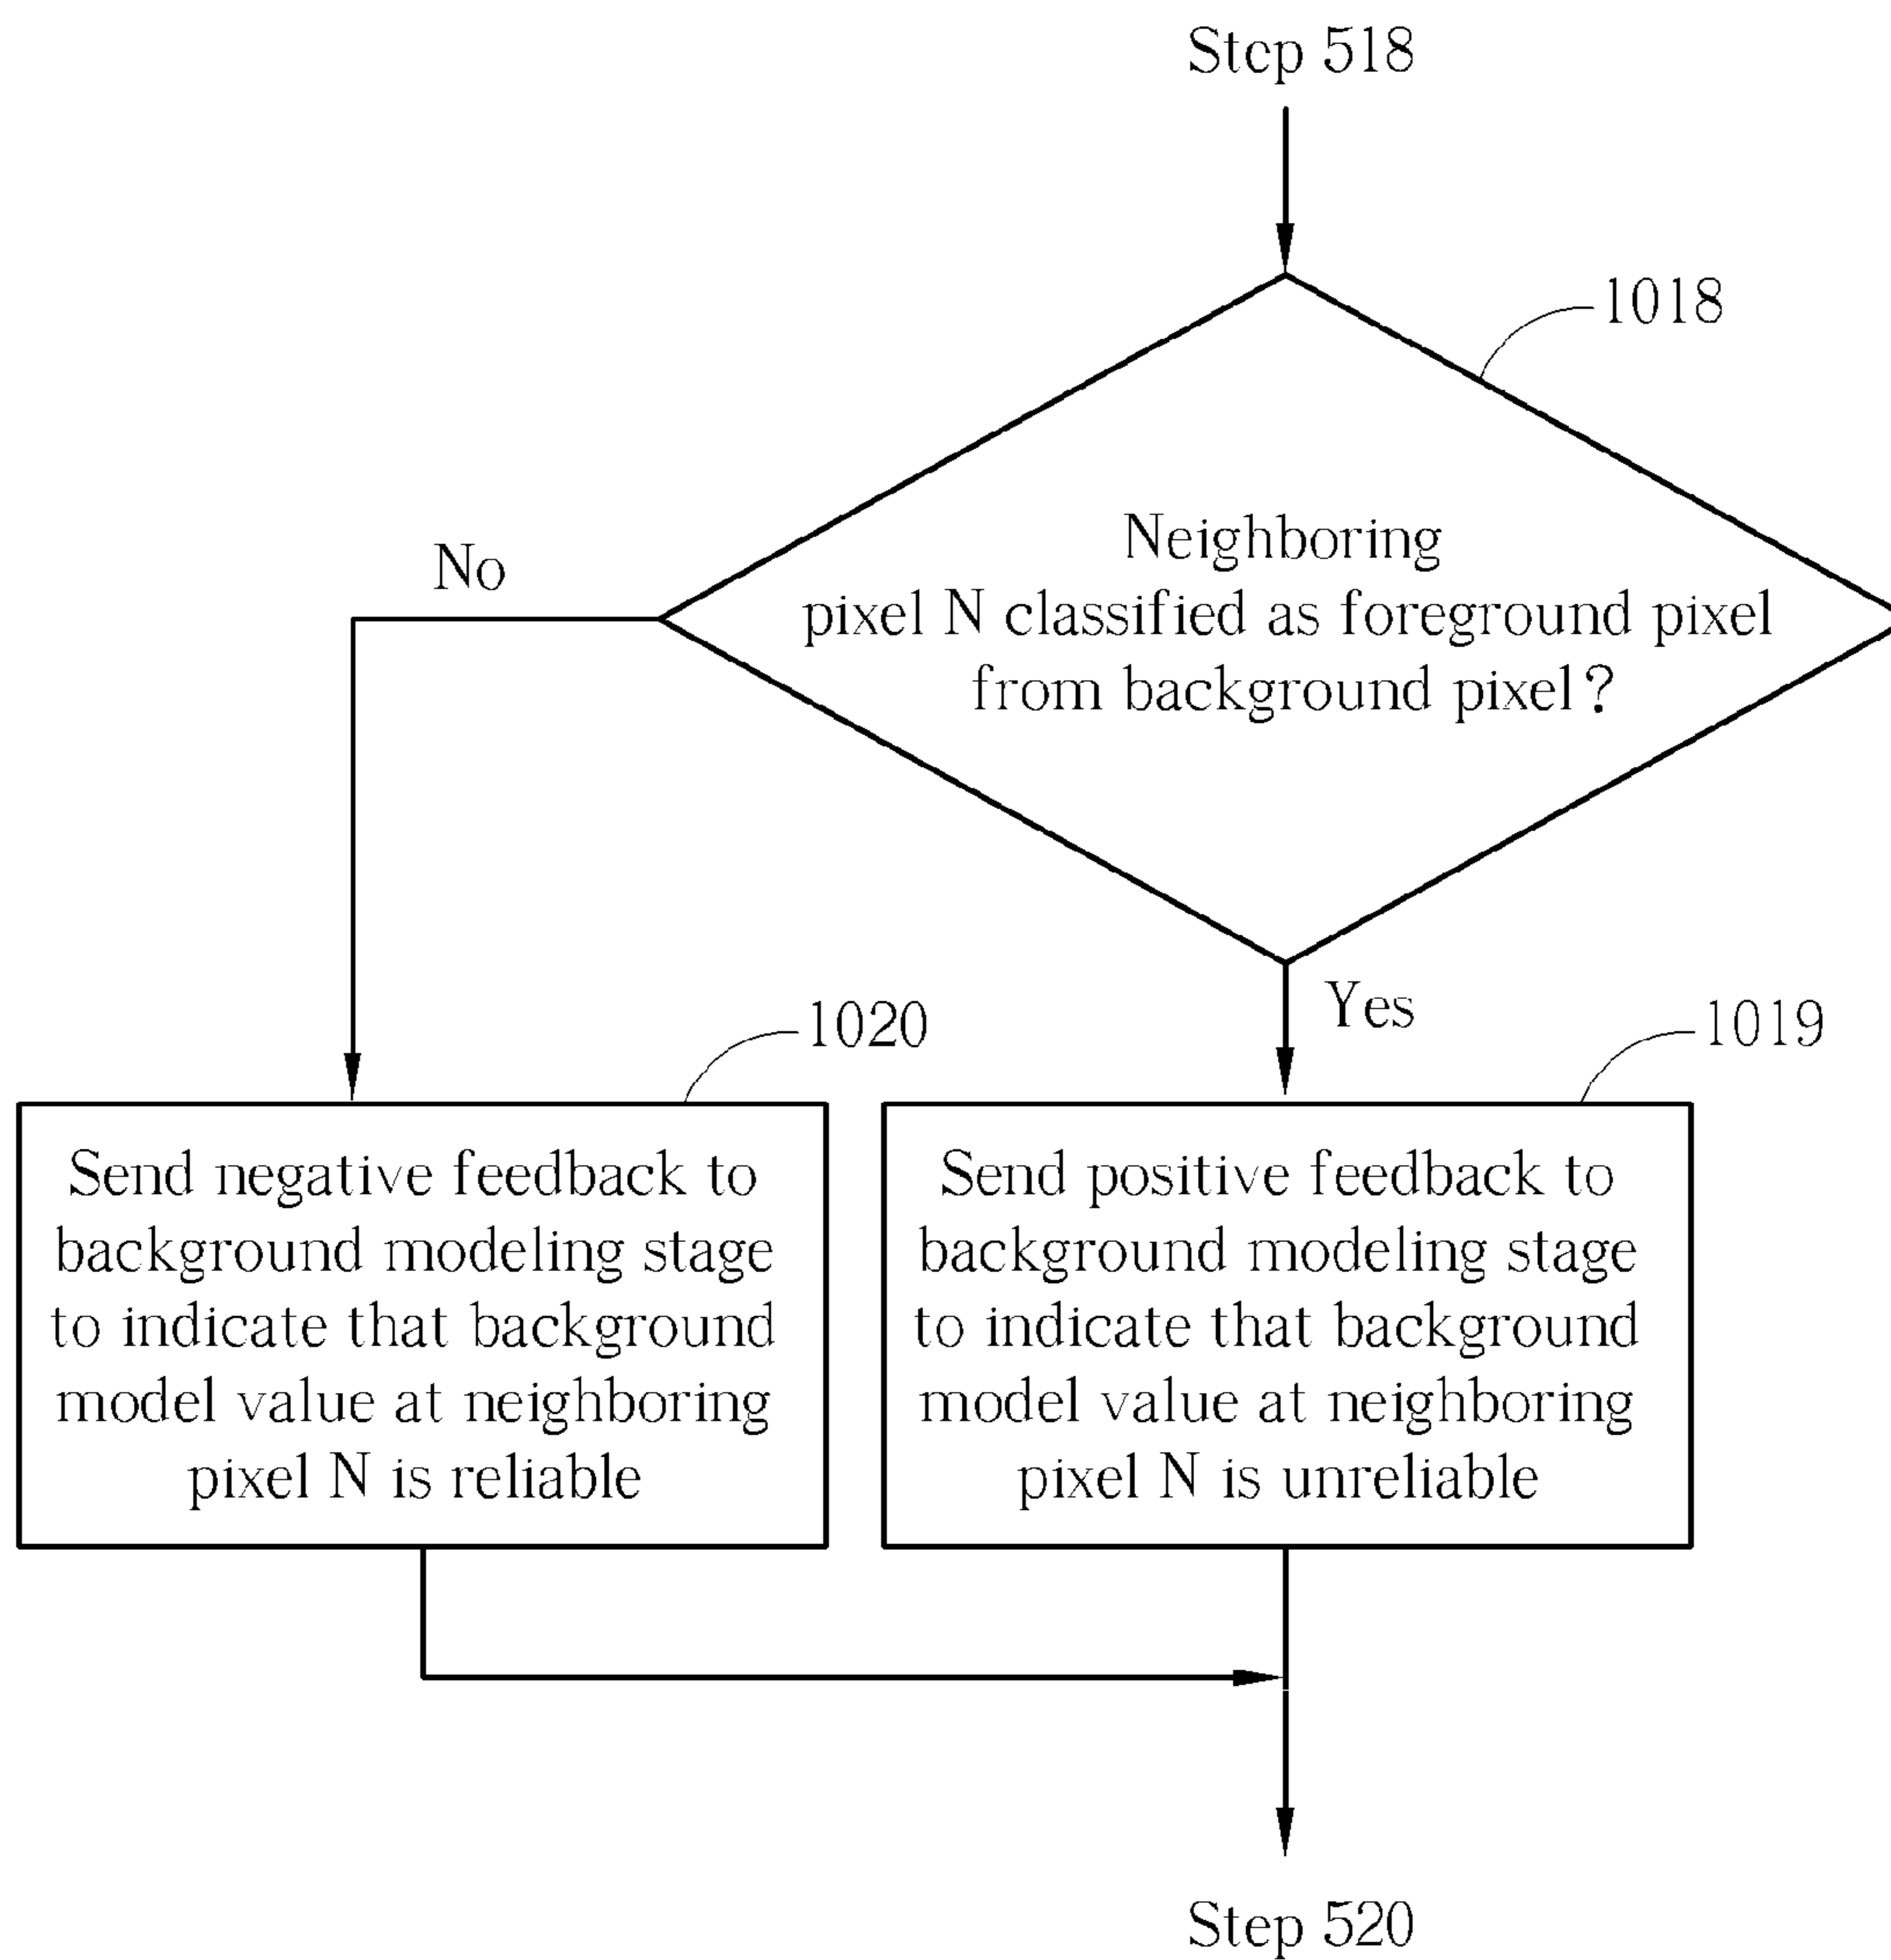 Step 518
1018
Neighboring
pixel N classified as foreground pixel
from background pixel?
No
Yes
1020
1019
Send negative feedback to
background modeling stage
to indicate that background
model value at neighboring
pixel N is reliable
Send positive feedback to
background modeling stage
to indicate that background
model value at neighboring
pixel N is unreliable
Step 520